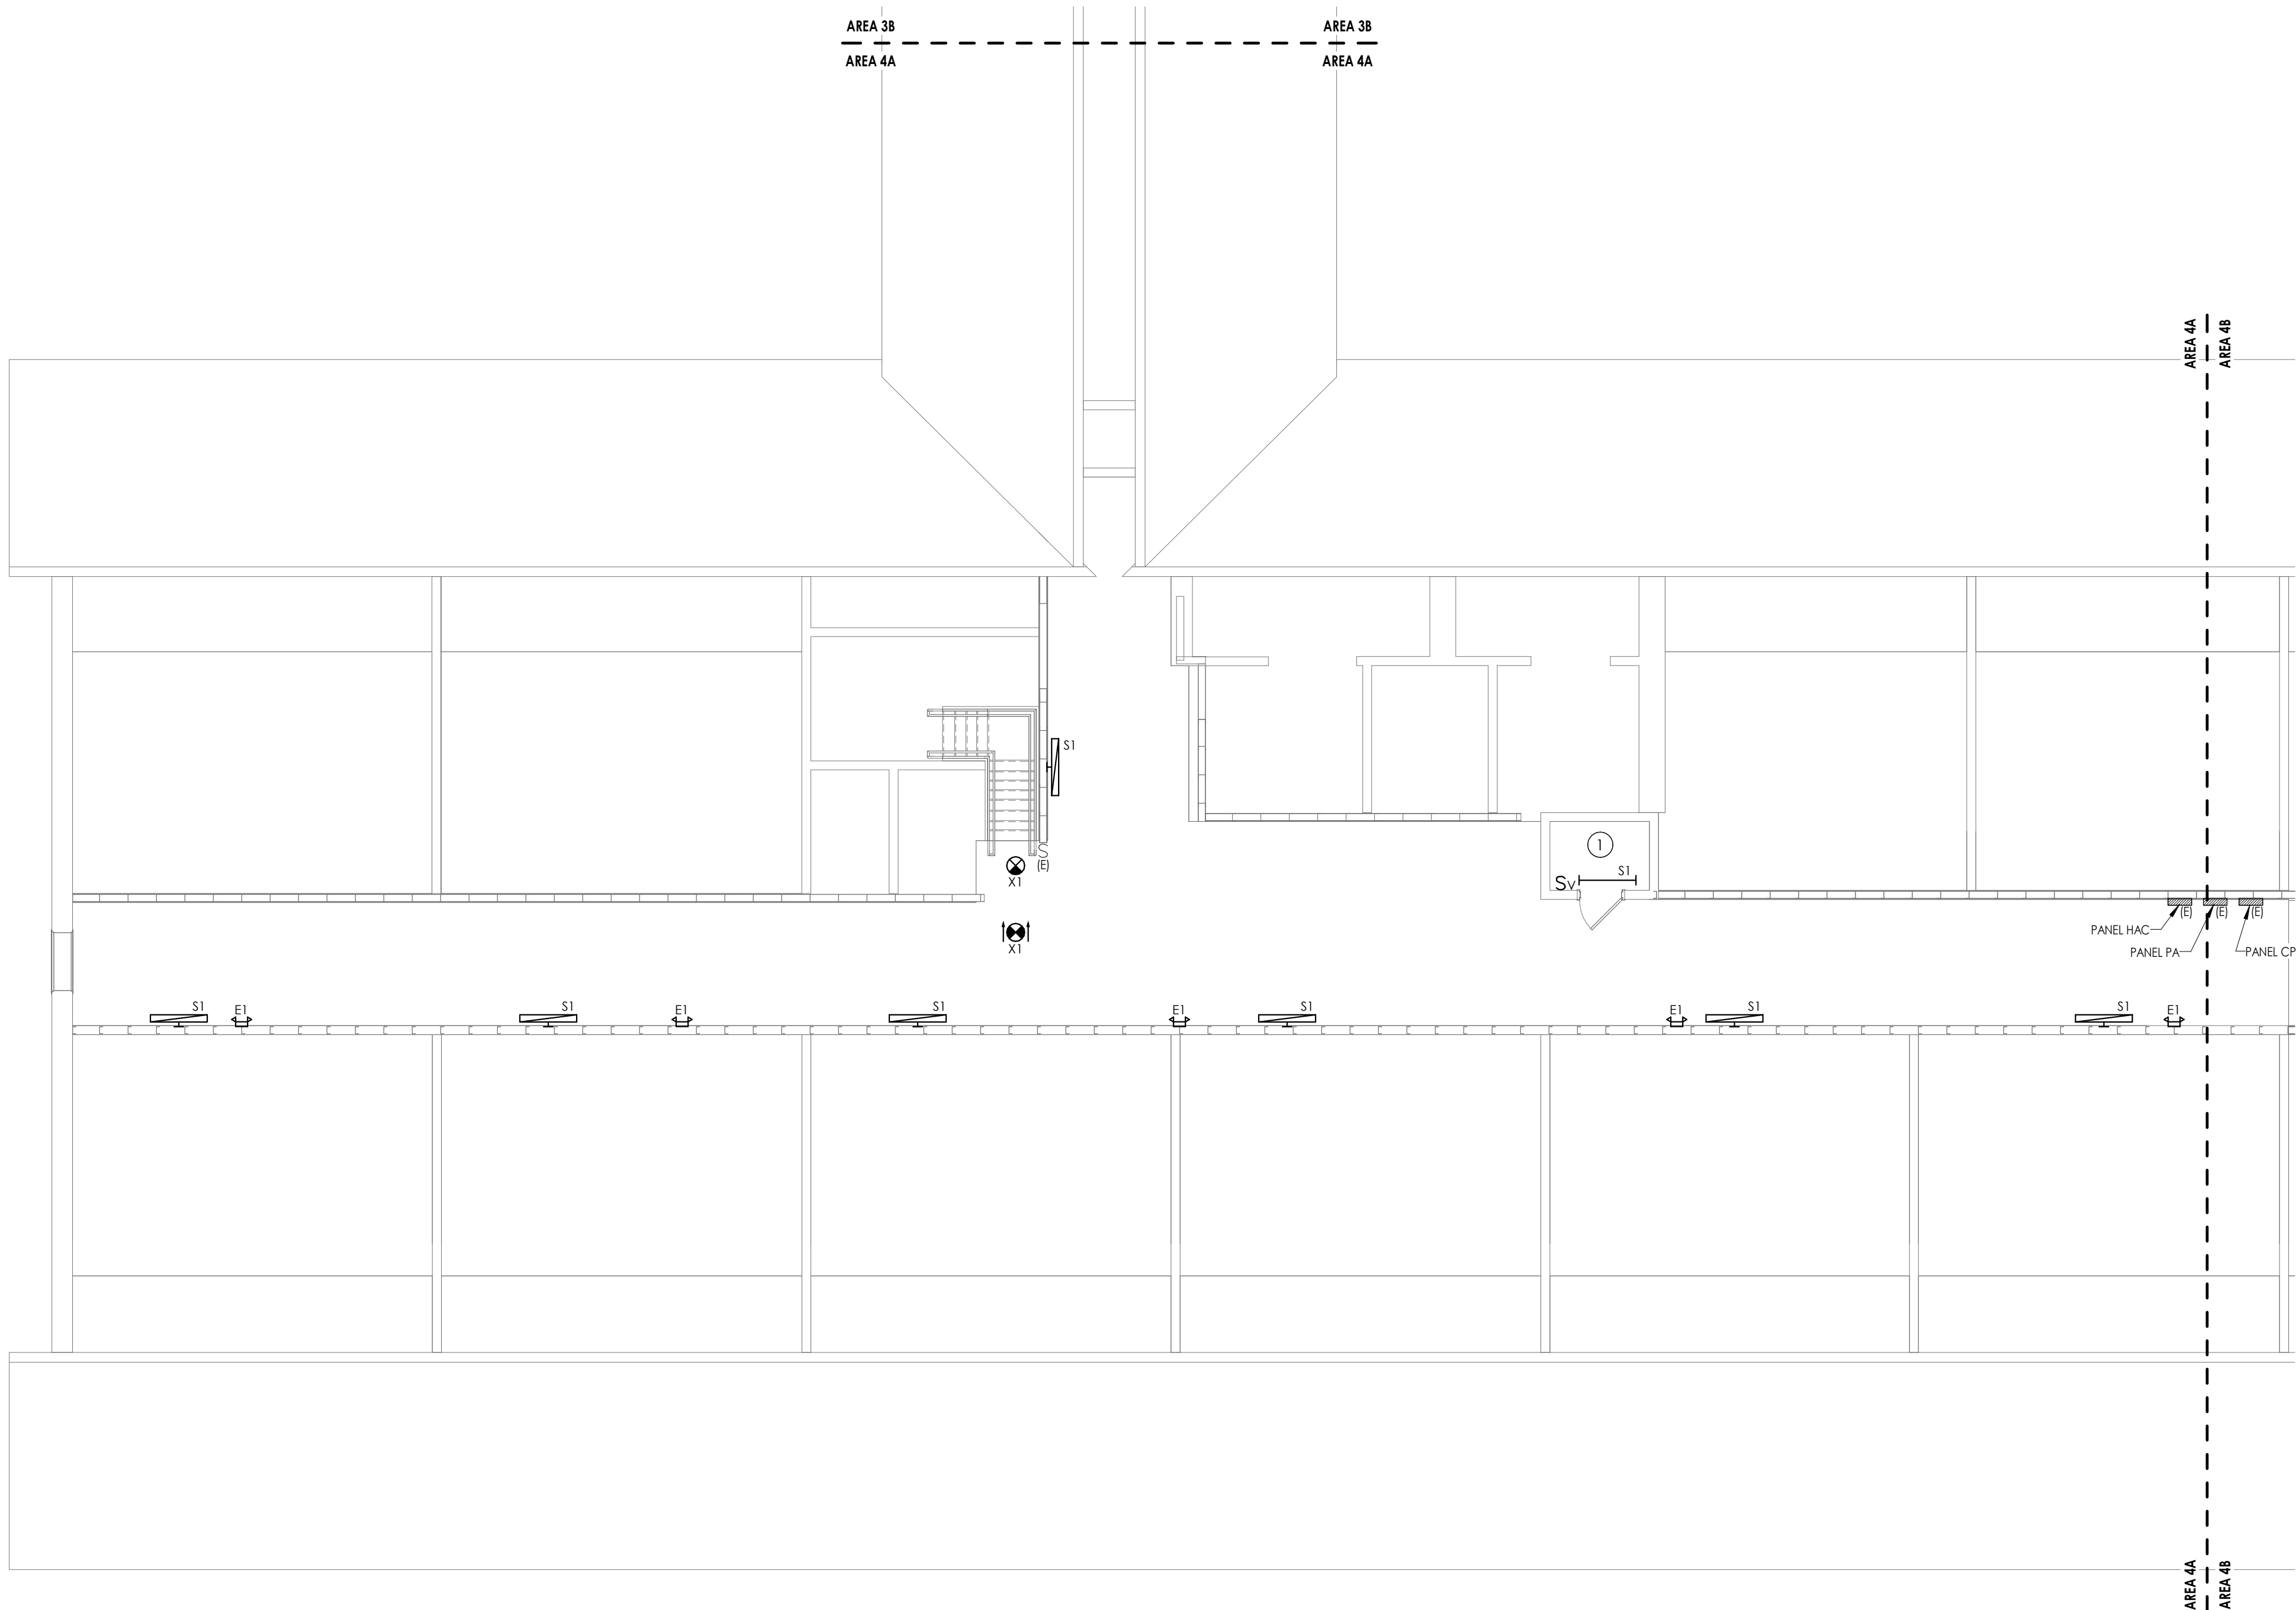 AREA 3B
AREA 3B
AREA 4A
AREA 4A
AREA 4A
AREA 4B
S1
1
S
(E)
X1
S1
Sv
(E)
(E)
(E)
PANEL HAC
X1
PANEL PA
PANEL CP
S1
E1
S1
E1
S1
E1
S1
E1
S1
S1
E1
AREA 4A
AREA 4B